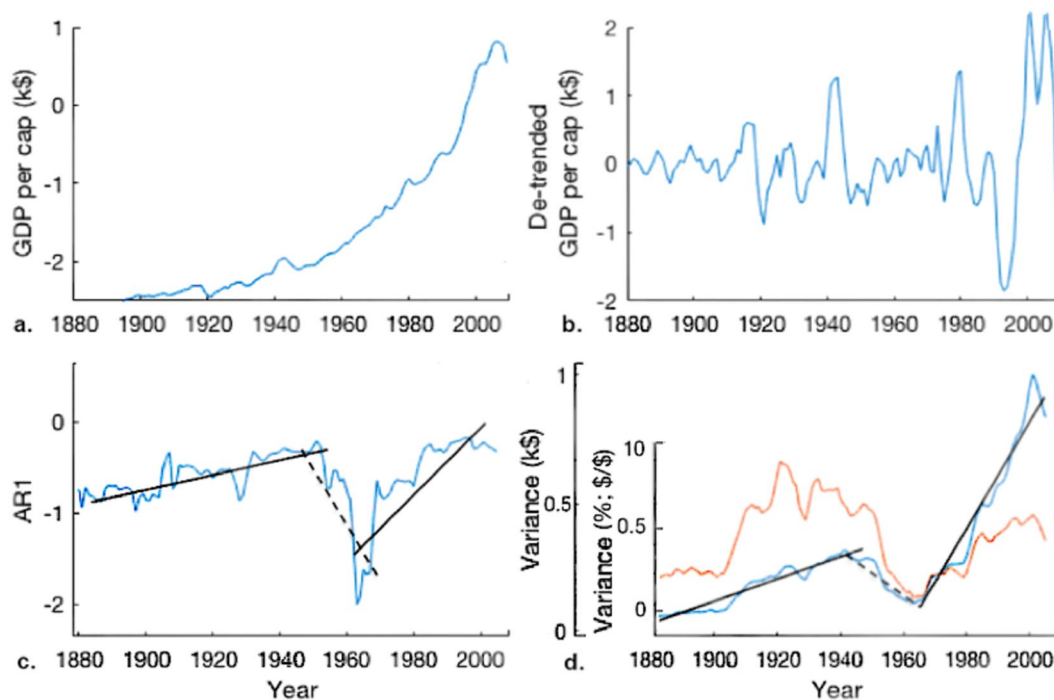 GDP per cap (k$)
1
0
-1
-2
a.
1880 1900 1920 1940 1960 1980 2000
De-trended
GDP per cap (k$)
2
1
0
-1
-2
b.
1880 1900 1920 1940 1960 1980 2000
AR1
0
-1
-2
c.
1880 1900 1920 1940 1960 1980 2000
Year
Variance (k$)
1
0.5
0
Variance (%; $/$)
10
0.5
0
d.
1900 1920 1940 1960 1980 2000
Year